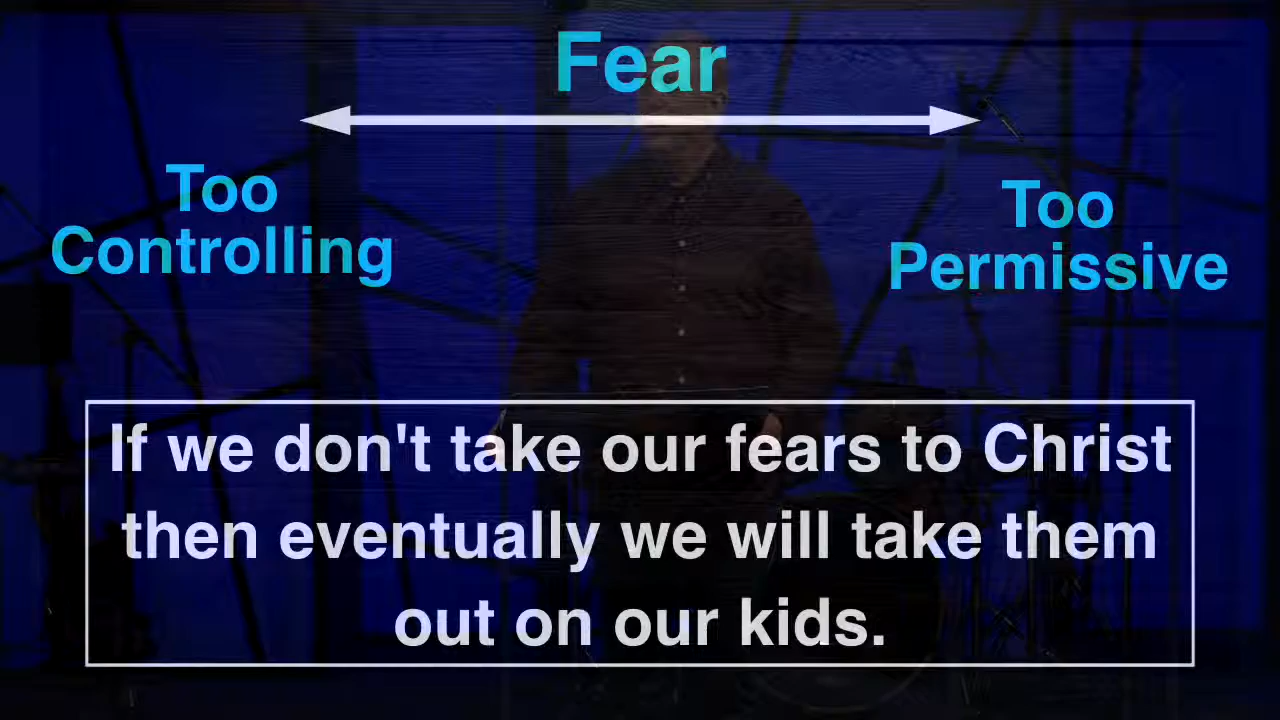 Fear
Too
Controlling
Too
Permissive
If we don't take our fears to Christ
then eventually we will take them
out on our kids.